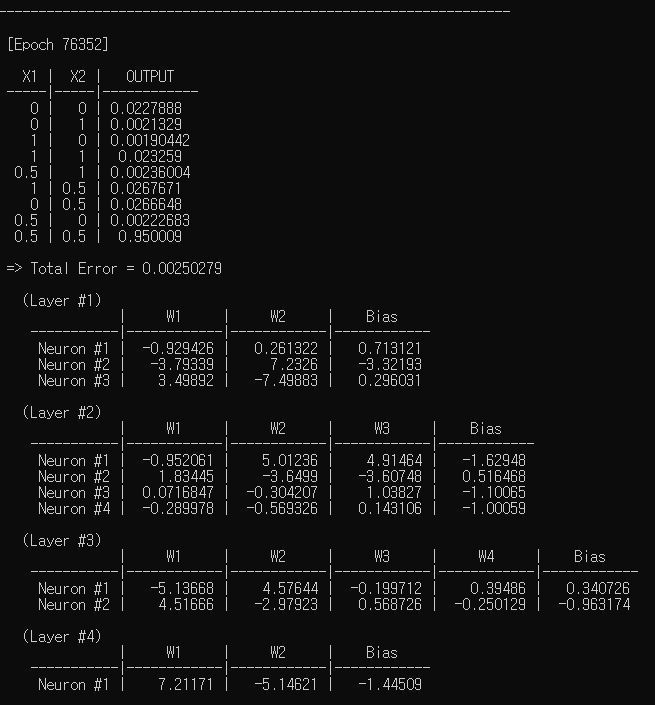 [Epoch 76352]
X1 | X2 | OUTPUT
-----|-----|------------
0 | 0 | 0.0227888
0 | 1 | 0.0021329
1 | 0 | 0.00190442
1 | 1 | 0.023259
0.5 | 1 | 0.00236004
1 | 0.5 | 0.0267671
0 | 0.5 | 0.0266648
0.5 | 0 | 0.00222683
0.5 | 0.5 | 0.950009
=> Total Error = 0.00250279
(Layer #1)
| W1 | W2 | Bias
Neuron #1 | -0.929426 | 0.261322 | 0.713121
Neuron #2 | -3.79339 | 7.2326 | -3.32193
Neuron #3 | 3.49892 | -7.49883 | 0.296031
(Layer #2)
| W1 | W2 | W3 | Bias
Neuron #1 | -0.952061 | 5.01236 | 4.91464 | -1.62948
Neuron #2 | 1.83445 | -3.6499 | -3.60748 | 0.516468
Neuron #3 | 0.0716847 | -0.304207 | 1.03827 | -1.10065
Neuron #4 | -0.289978 | -0.569326 | 0.143106 | -1.00059
(Layer #3)
| W1 | W2 | W3 | W4 | Bias
Neuron #1 | -5.13668 | 4.57644 | -0.199712 | 0.39486 | 0.340726
Neuron #2 | 4.51666 | -2.97923 | 0.568726 | -0.250129 | -0.963174
(Layer #4)
| W1 | W2 | Bias
Neuron #1 | 7.21171 | -5.14621 | -1.44509